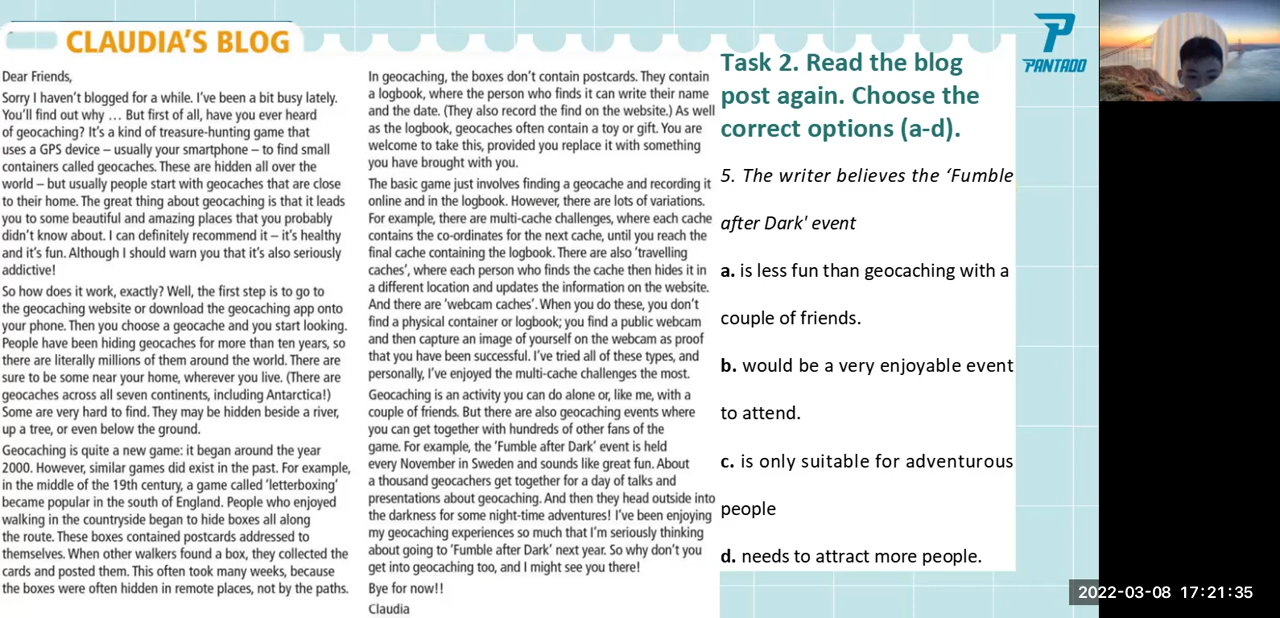 CLAUDIA'S BLOG
Dear Friends,
Sorry I haven't blogged for a while. I've been a bit busy lately.
You'll find out why … But first of all, have you ever heard
of geocaching? It's a kind of treasure-hunting game that
uses a GPS device – usually your smartphone – to find small
containers called geocaches. These are hidden all over the
world – but usually people start with geocaches that are close
to their home. The great thing about geocaching is that it leads
you to some beautiful and amazing places that you probably
didn't know about. I can definitely recommend it – it's healthy
and it's fun. Although I should warn you that it's also seriously
addictive!
So how does it work, exactly? Well, the first step is to go to
the geocaching website or download the geocaching app onto
your phone. Then you choose a geocache and you start looking.
People have been hiding geocaches for more than ten years, so
there are literally millions of them around the world. There are
sure to be some near your home, wherever you live. (There are
geocaches across all seven continents, including Antarctica!)
Some are very hard to find. They may be hidden beside a river,
up a tree, or even below the ground.
Geocaching is quite a new game: it began around the year
2000. However, similar games did exist in the past. For example,
in the middle of the 19th century, a game called 'letterboxing'
became popular in the south of England. People who enjoyed
walking in the countryside began to hide boxes all along
the route. These boxes contained postcards addressed to
themselves. When other walkers found a box, they collected the
cards and posted them. This often took many weeks, because
the boxes were often hidden in remote places, not by the paths.
In geocaching, the boxes don't contain postcards. They contain
a logbook, where the person who finds it can write their name
and the date. (They also record the find on the website.) As well
as the logbook, geocaches often contain a toy or gift. You are
welcome to take this, provided you replace it with something
you have brought with you.
The basic game just involves finding a geocache and recording it
online and in the logbook. However, there are lots of variations.
For example, there are multi-cache challenges, where each cache
contains the co-ordinates for the next cache, until you reach the
final cache containing the logbook. There are also 'travelling
caches', where each person who finds the cache then hides it in
a different location and updates the information on the website.
And there are 'webcam caches'. When you do these, you don't
find a physical container or logbook; you find a public webcam
and then capture an image of yourself on the webcam as proof
that you have been successful. I've tried all of these types, and
personally, I've enjoyed the multi-cache challenges the most.
Geocaching is an activity you can do alone or, like me, with a
couple of friends. But there are also geocaching events where
you can get together with hundreds of other fans of the
game. For example, the 'Fumble after Dark' event is held
every November in Sweden and sounds like great fun. About
a thousand geocachers get together for a day of talks and
presentations about geocaching. And then they head outside into
the darkness for some night-time adventures! I've been enjoying
my geocaching experiences so much that I'm seriously thinking
about going to 'Fumble after Dark' next year. So why don't you
get into geocaching too, and I might see you there!
Bye for now!!
Claudia
Task 2. Read the blog
post again. Choose the
correct options (a-d).
5. The writer believes the 'Fumble
after Dark' event
a. is less fun than geocaching with a
couple of friends.
b. would be a very enjoyable event
to attend.
c. is only suitable for adventurous
people
d. needs to attract more people.
PANTADO
2022-03-08 17:21:35